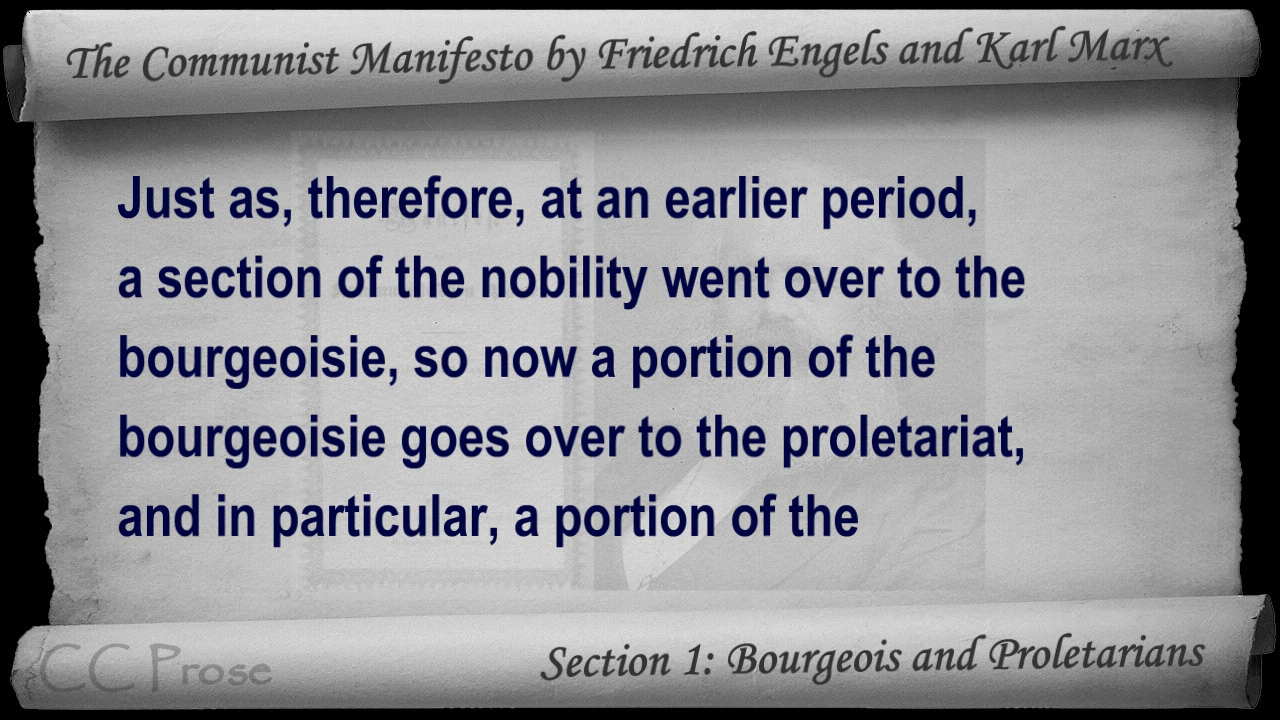 The Communist Manifesto by Friedrich Engels and Karl Marx
Just as, therefore, at an earlier period,
a section of the nobility went over to the
bourgeoisie, so now a portion of the
bourgeoisie goes over to the proletariat,
and in particular, a portion of the
CC Prose
Section 1: Bourgeois and Proletarians